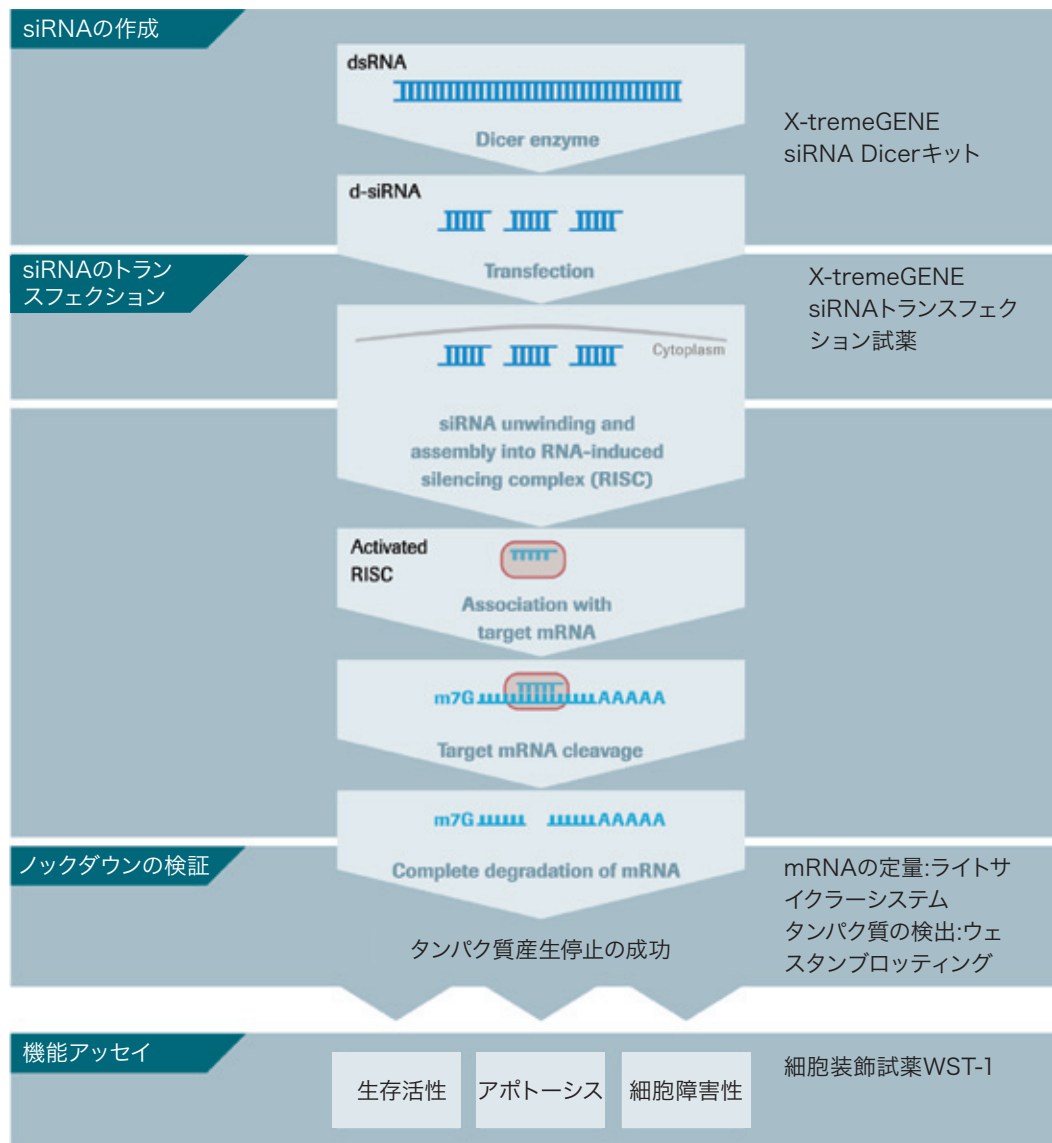 siRNAの作成
dsRNA
Dicer enzyme
X-tremeGENE
siRNA Dicerキット
d-siRNA
siRNAのトラン
スフェクション
Transfection
X-tremeGENE
siRNAトランスフェク
ション試薬
Cytoplasm
siRNA unwinding and
assembly into RNA-induced
silencing complex (RISC)
Activated
RISC
Association with
target mRNA
m7G AAAAA
Target mRNA cleavage
m7G AAAAA
ノックダウンの検証
Complete degradation of mRNA
mRNAの定量:ライトサ
イクラーシステム
タンパク質の検出:ウェ
スタンブロッティング
タンパク質産生停止の成功
機能アッセイ
生存活性
アポトーシス
細胞障害性
細胞装飾試薬WST-1